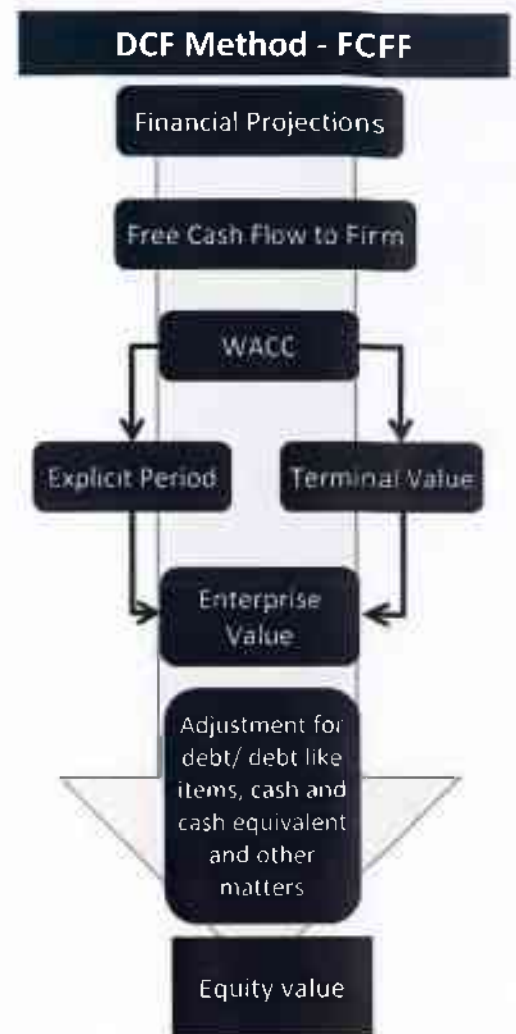 DCF Method - FCFF
Financial Projections
Free Cash Flow to Firm
WACC
Explicit Period
Terminal Value
Enterprise
Value
Adjustment for
debt/ debt like
items, cash and
cash equivalent
and other
matters
Equity value